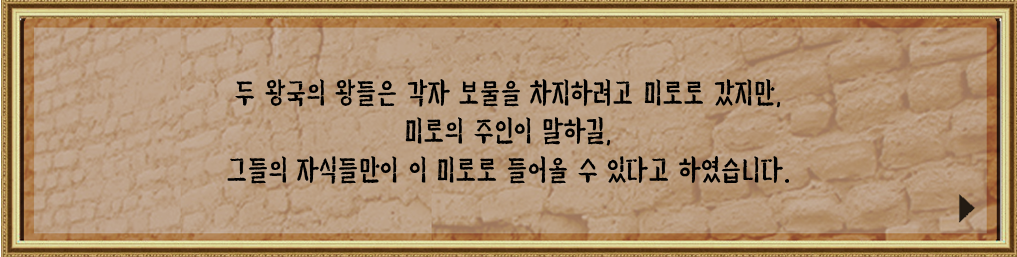 두 왕국의 왕들은 각자 보물을 차지하려고 미로로 갔지만,
미로의 주인이 말하길,
그들의 자식들만이 이 미로로 들어올 수 있다고 하였습니다.